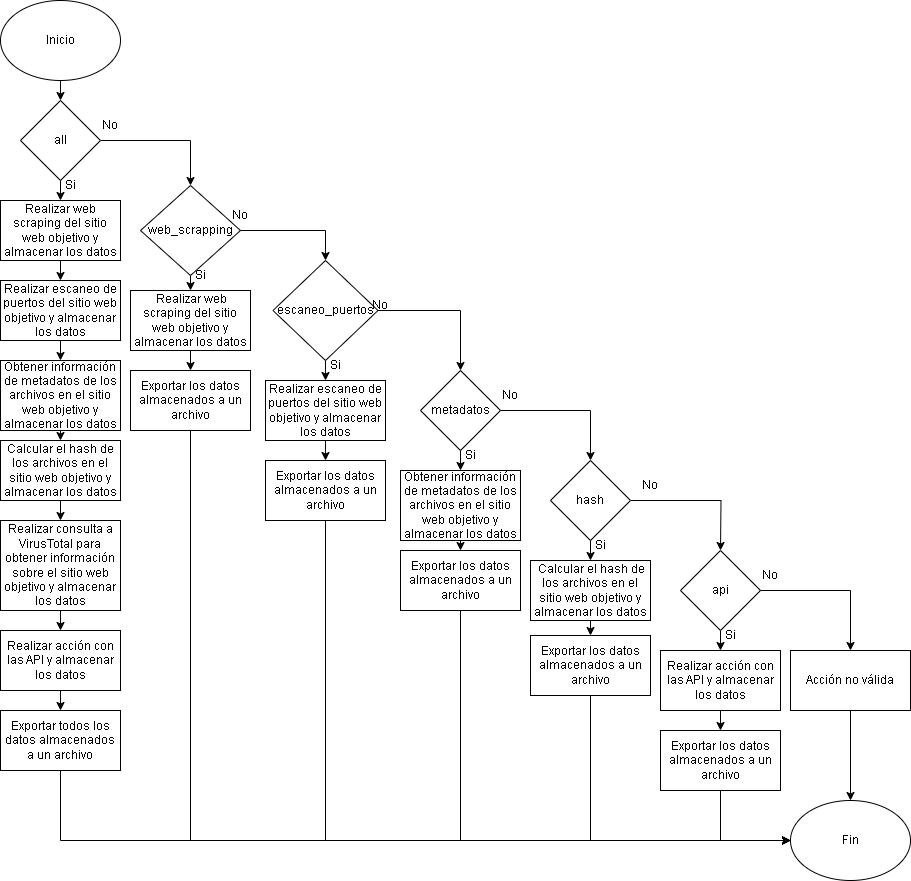 Inicio
all
No
Si
Realizar web
scraping del sitio
web objetivo y
almacenar los datos
Realizar escaneo de
puertos del sitio web
objetivo y almacenar
los datos
Obtener información
de metadatos de los
archivos en el sitio
web objetivo y
almacenar los datos
Calcular el hash de
los archivos en el
sitio web objetivo y
almacenar los datos
Realizar consulta a
VirusTotal para
obtener información
sobre el sitio web
objetivo y almacenar
los datos
Realizar acción con
las API y almacenar
los datos
Exportar todos los
datos almacenados
a un archivo
web_scrapping
No
Si
Realizar web
scraping del sitio
web objetivo y
almacenar los datos
Exportar los datos
almacenados a un
archivo
escaneo_puertos
No
Si
Realizar escaneo de
puertos del sitio web
objetivo y almacenar
los datos
Exportar los datos
almacenados a un
archivo
metadatos
No
Si
Obtener información
de metadatos de los
archivos en el sitio
web objetivo y
almacenar los datos
Exportar los datos
almacenados a un
archivo
hash
No
Si
Calcular el hash de
los archivos en el
sitio web objetivo y
almacenar los datos
Exportar los datos
almacenados a un
archivo
api
No
Si
Realizar acción con
las API y almacenar
los datos
Exportar los datos
almacenados a un
archivo
Acción no válida
Fin